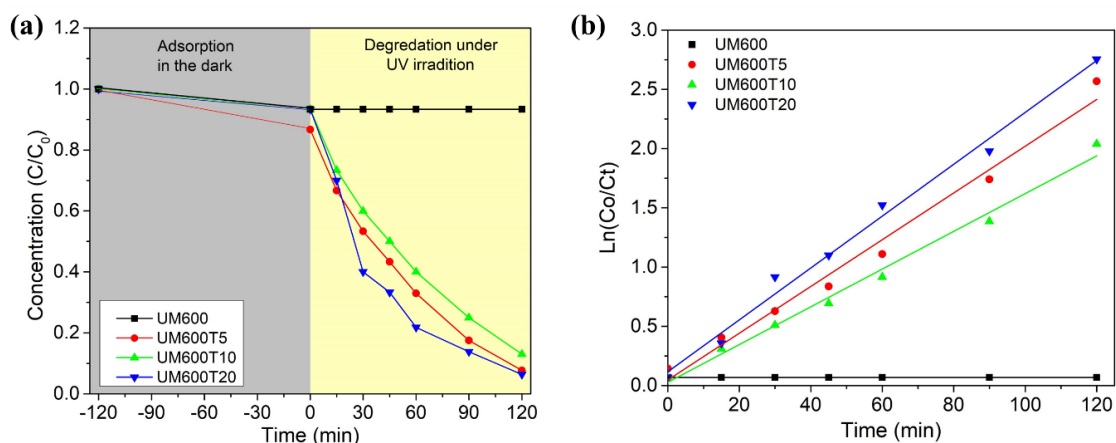 (a)
1.2
1.0
0.8
0.6
0.4
0.2
0.0
Concentration (C/C0)
Adsorption
in the dark
Degredation under
UV irradition
UM600
UM600T5
UM600T10
UM600T20
-120 -90 -60 -30 0 30 60 90 120
Time (min)
(b)
3.0
2.5
2.0
1.5
1.0
0.5
0.0
Ln(Co/Ct)
UM600
UM600T5
UM600T10
UM600T20
0 20 40 60 80 100 120
Time (min)